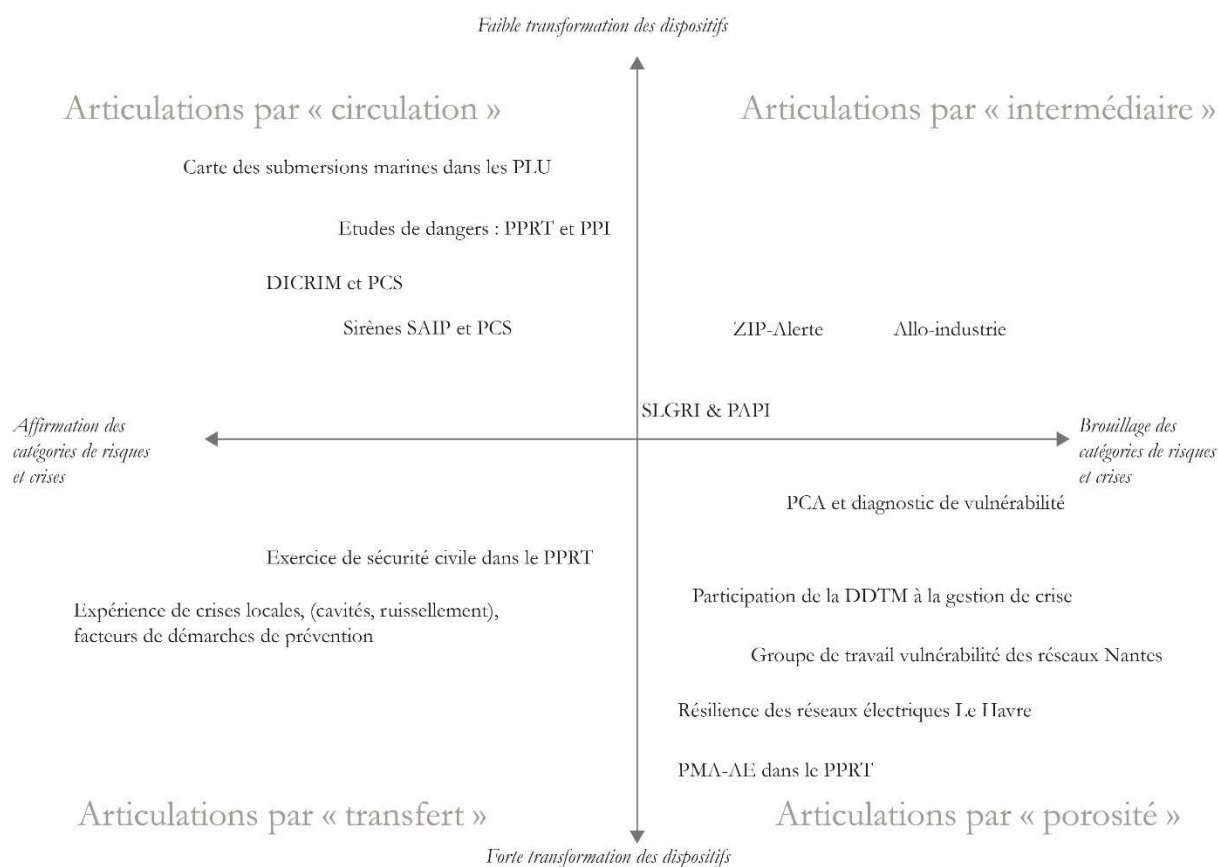 Faible transformation des dispositifs
Articulations par « circulation »
Articulations par « intermédiaire »
Carte des submersions marines dans les PLU
Etudes de dangers : PPRT et PPI
DICRIM et PCS
Sirènes SAIP et PCS
ZIP-Alerte
Allo-industrie
SLGRI & PAPI
Affirmation des
catégories de risques
et crises
Brouillage des
catégories de risques
et crises
PCA et diagnostic de vulnérabilité
Exercice de sécurité civile dans le PPRT
Expérience de crises locales, (cavités, ruissellement),
facteurs de démarches de prévention
Participation de la DDTM à la gestion de crise
Groupe de travail vulnérabilité des réseaux Nantes
Résilience des réseaux électriques Le Havre
PMA-AE dans le PPRT
Articulations par « transfert »
Articulations par « porosité »
Forte transformation des dispositifs